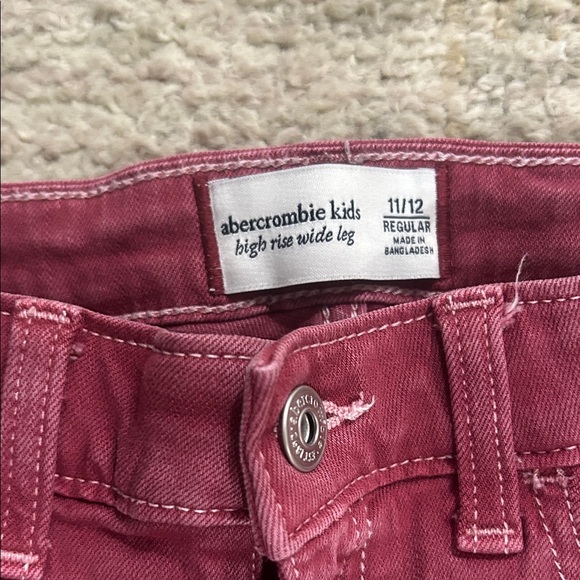 abercrombie kids
high rise wide leg
11/12
REGULAR
MADE IN
BANGLADESH